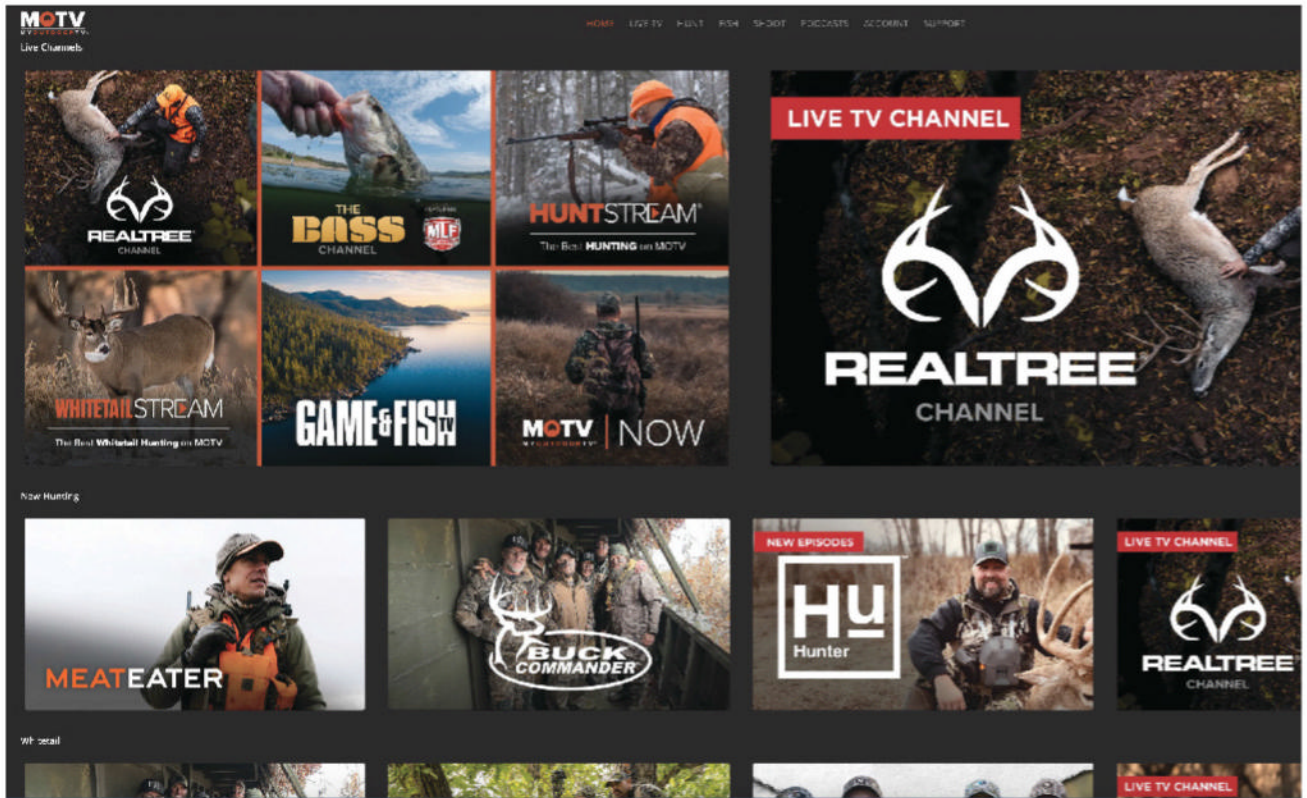 MOTV
MYOUTDOORTV
HOME LIVE TV HUNT FISH SHOOT PODCASTS ACCOUNT SUPPORT
Live Channels
REALTREE
CHANNEL
THE
BASS
CHANNEL
FEATURING
MLF
HUNTSTREAM
The Best HUNTING on MOTV
WHITETAILSTREAM
The Best Whitetail Hunting on MOTV
GAME & FISH TV
MOTV | NOW
MYOUTDOORTV
LIVE TV CHANNEL
REALTREE
CHANNEL
New Hunting
MEATEATER
BUCK
COMMANDER
NEW EPISODES
Hu
Hunter
LIVE TV CHANNEL
REALTREE
CHANNEL
Whitetail
LIVE TV CHANNEL